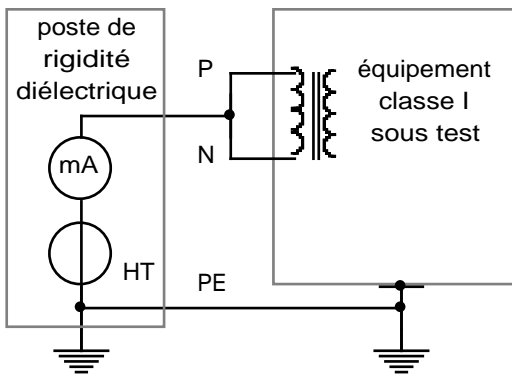 poste de
rigidité
diélectrique
mA
HT
P
N
PE
équipement
classe I
sous test